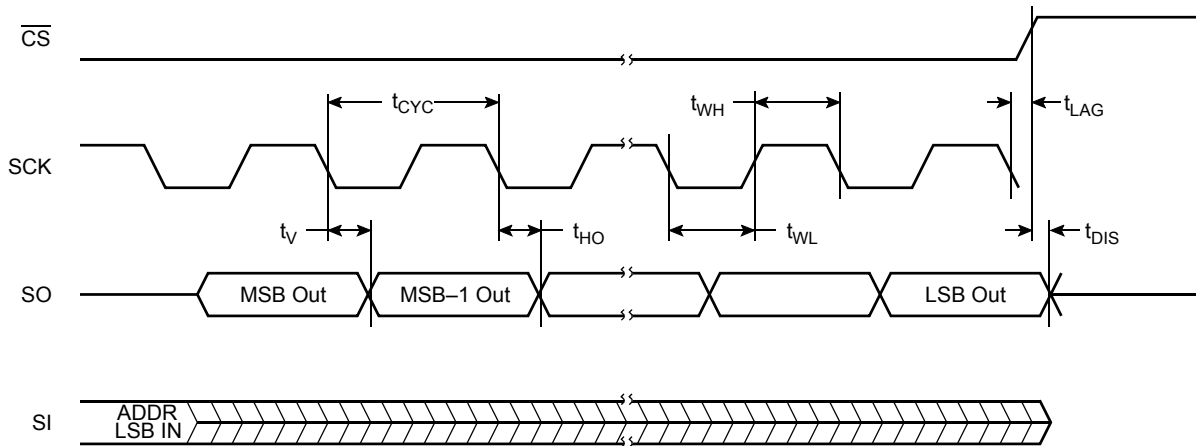 CS
tCYC
tWH
tLAG
SCK
tV
tHO
tWL
tDIS
SO
MSB Out
MSB–1 Out
LSB Out
SI
ADDR
LSB IN